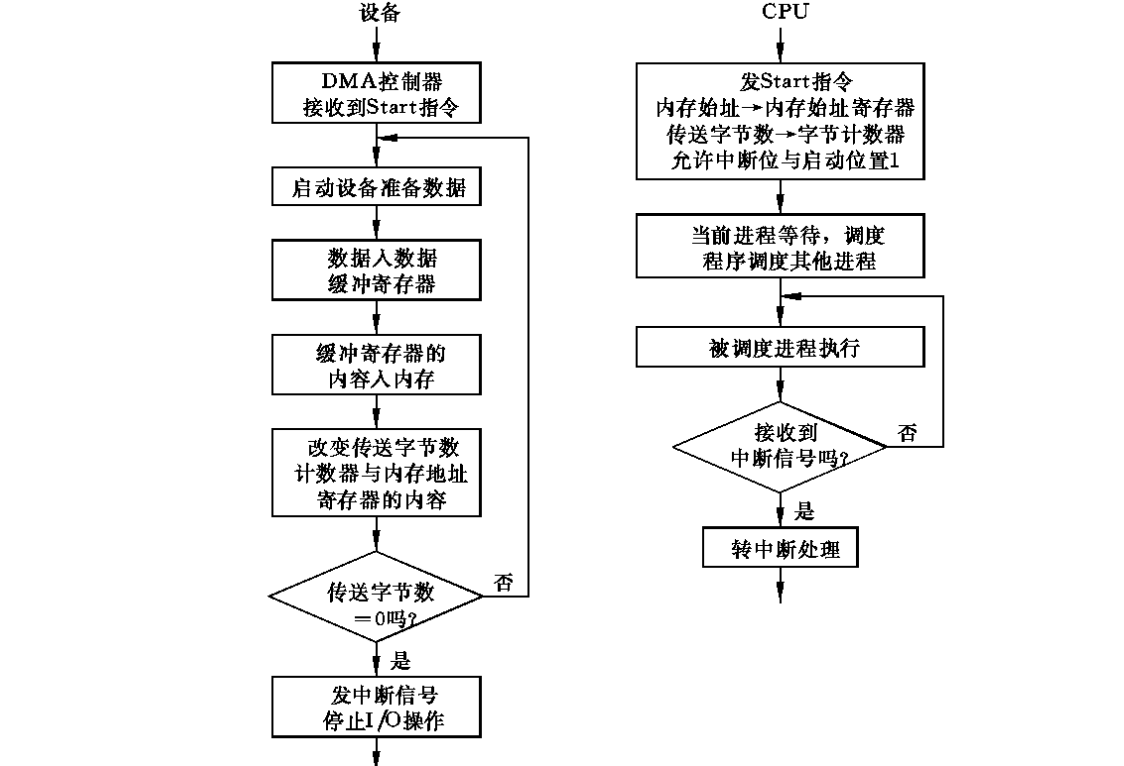 设备
DMA控制器
接收到Start指令
启动设备准备数据
数据入数据
缓冲寄存器
缓冲寄存器的
内容入内存
改变传送字节数
计数器与内存地址
寄存器的内容
传送字节数
=0吗?
否
是
发中断信号
停止I/O操作
CPU
发Start指令
内存始址→内存始址寄存器
传送字节数→字节计数器
允许中断位与启动位置1
当前进程等待，调度
程序调度其他进程
被调度进程执行
接收到
中断信号吗?
否
是
转中断处理